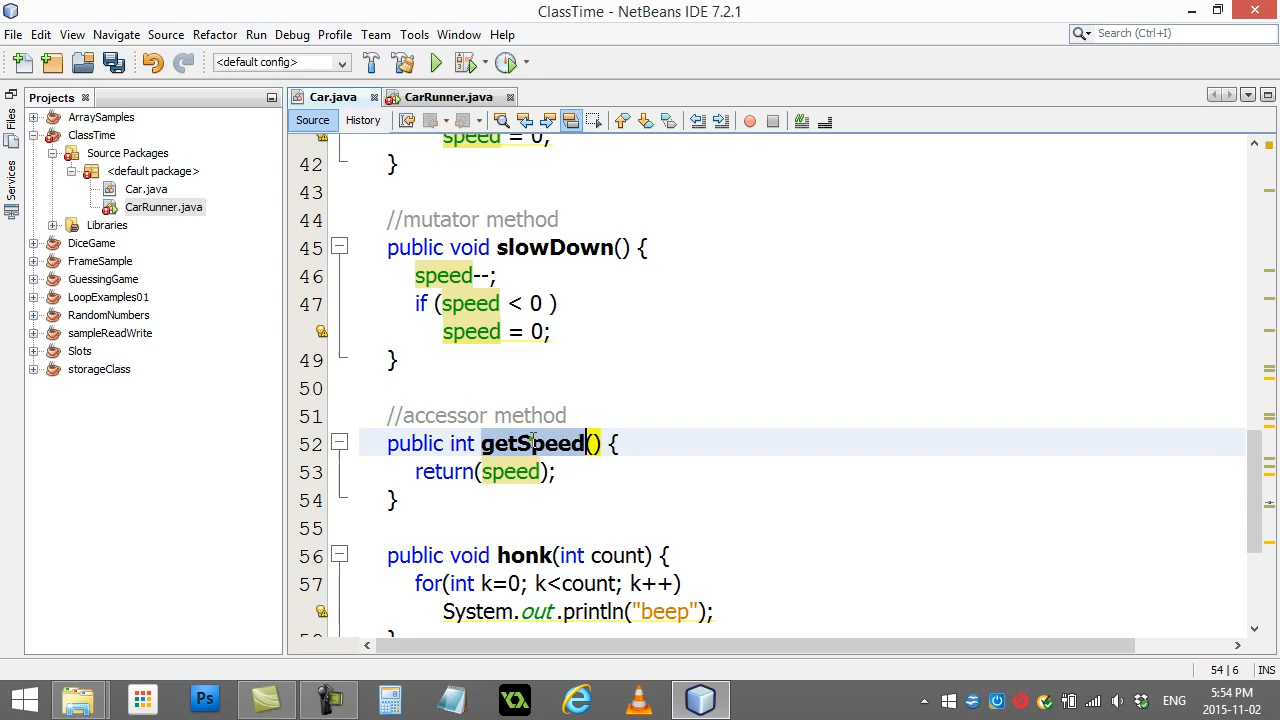 ClassTime - NetBeans IDE 7.2.1
File Edit View Navigate Source Refactor Run Debug Profile Team Tools Window Help
Search (Ctrl+I)
<default config>
Files
Services
Projects
ArraySamples
ClassTime
Source Packages
<default package>
Car.java
CarRunner.java
Libraries
DiceGame
FrameSample
GuessingGame
LoopExamples01
RandomNumbers
sampleReadWrite
Slots
storageClass
Car.java CarRunner.java
Source History
speed = 0;
42 }
43
44 //mutator method
45 public void slowDown() {
46 speed--;
47 if (speed < 0 )
speed = 0;
49 }
50
51 //accessor method
52 public int getSpeed() {
53 return(speed);
54 }
55
56 public void honk(int count) {
57 for(int k=0; k<count; k++)
System.out.println("beep");
54 | 6 INS
Ps
ENG
5:54 PM
2015-11-02